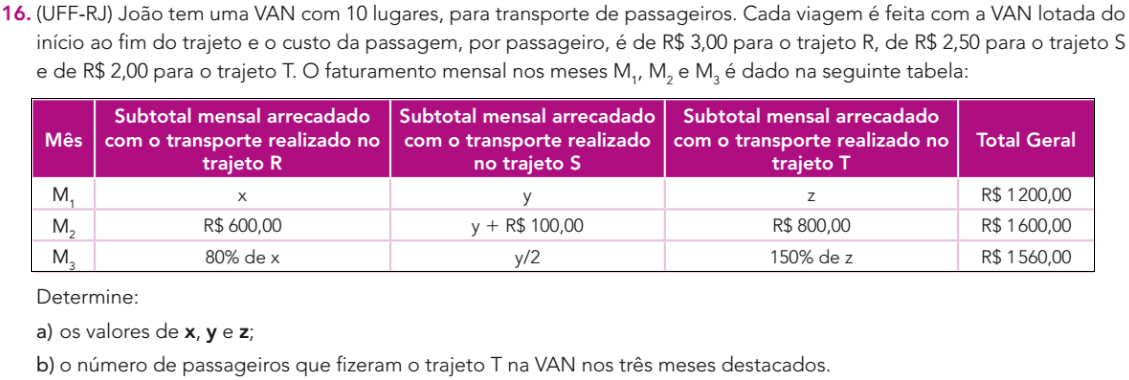 16. (UFF-RJ) João tem uma VAN com 10 lugares, para transporte de passageiros. Cada viagem é feita com a VAN lotada do
início ao fim do trajeto e o custo da passagem, por passageiro, é de R$ 3,00 para o trajeto R, de R$ 2,50 para o trajeto S
e de R$ 2,00 para o trajeto T. O faturamento mensal nos meses M₁, M₂ e M₃ é dado na seguinte tabela:
Mês | Subtotal mensal arrecadado com o transporte realizado no trajeto R | Subtotal mensal arrecadado com o transporte realizado no trajeto S | Subtotal mensal arrecadado com o transporte realizado no trajeto T | Total Geral
M₁ | x | y | z | R$ 1 200,00
M₂ | R$ 600,00 | y + R$ 100,00 | R$ 800,00 | R$ 1 600,00
M₃ | 80% de x | y/2 | 150% de z | R$ 1 560,00
Determine:
a) os valores de x, y e z;
b) o número de passageiros que fizeram o trajeto T na VAN nos três meses destacados.